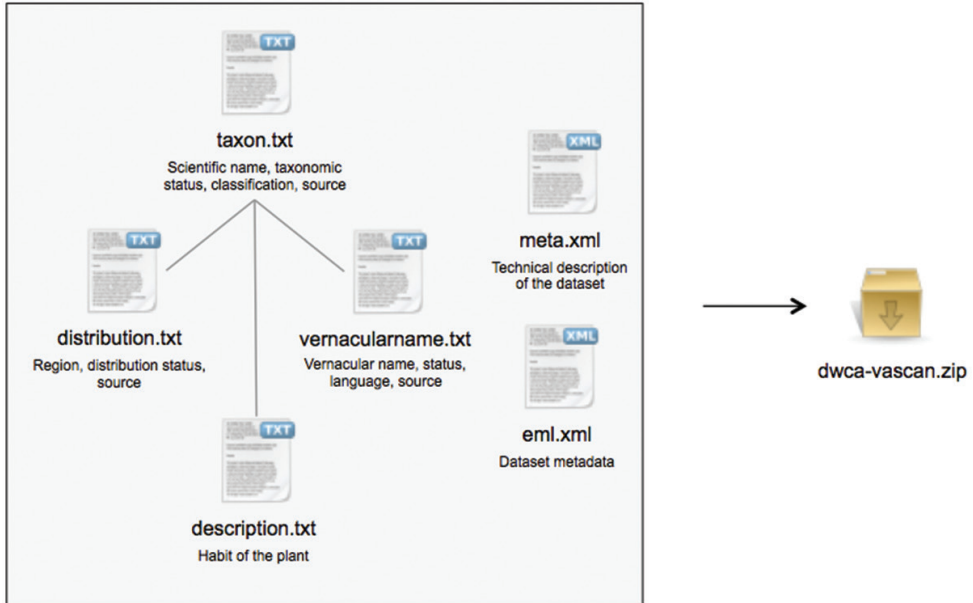 TXT
taxon.txt
Scientific name, taxonomic
status, classification, source
TXT
distribution.txt
Region, distribution status,
source
TXT
vernacularname.txt
Vernacular name, status,
language, source
TXT
description.txt
Habit of the plant
XML
meta.xml
Technical description
of the dataset
XML
eml.xml
Dataset metadata
dwca-vascan.zip